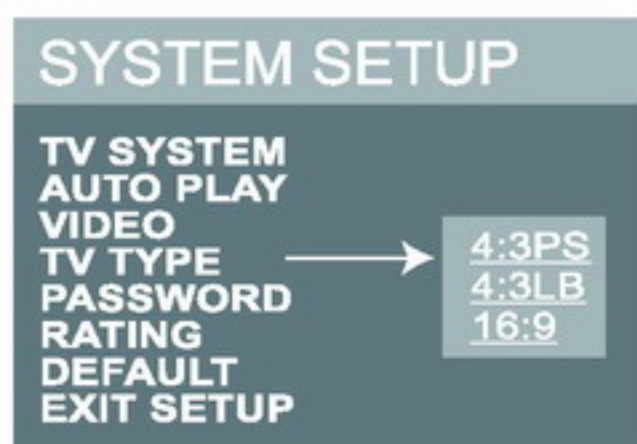 SYSTEM SETUP
TV SYSTEM
AUTO PLAY
VIDEO
TV TYPE
PASSWORD
RATING
DEFAULT
EXIT SETUP
4:3PS
4:3LB
16:9